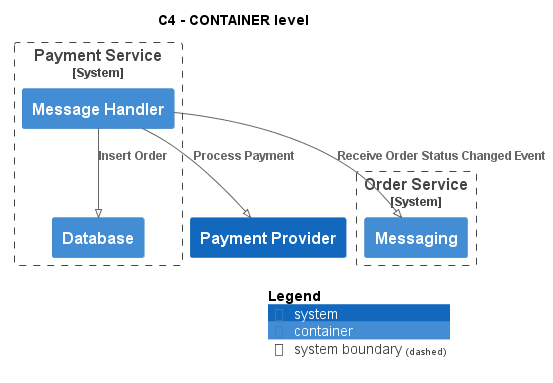 C4 - CONTAINER level
Payment Service
[System]
Message Handler
Insert Order
Process Payment
Receive Order Status Changed Event
Order Service
[System]
Database
Payment Provider
Messaging
Legend
system
container
system boundary (dashed)